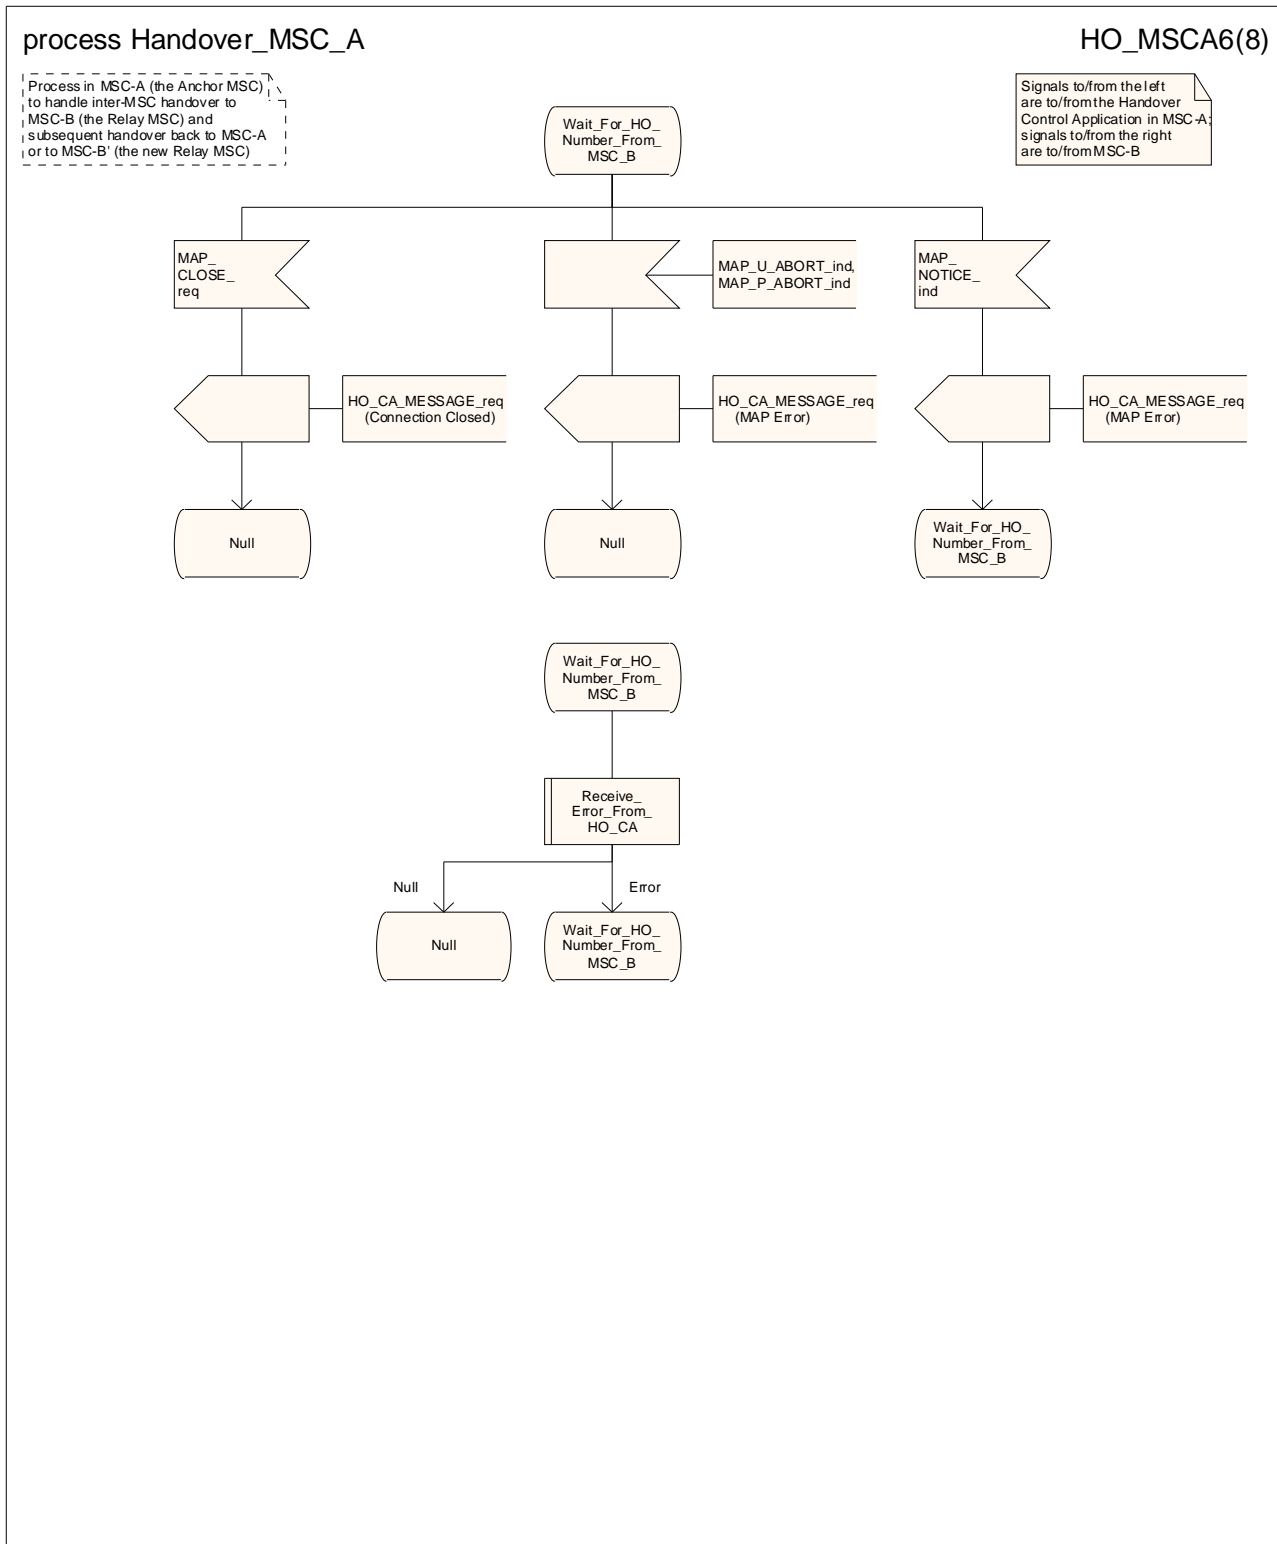 process Handover_MSC_A
HO_MSCA6(8)
Process in MSC-A (the Anchor MSC)
to handle inter-MSC handover to
MSC-B (the Relay MSC) and
subsequent handover back to MSC-A
or to MSC-B' (the new Relay MSC)
Signals to/from the left
are to/from the Handover
Control Application in MSC-A;
signals to/from the right
are to/from MSC-B
Wait_For_HO_
Number_From_
MSC_B
MAP_
CLOSE_
req
MAP_U_ABORT_ind,
MAP_P_ABORT_ind
MAP_
NOTICE_
ind
HO_CA_MESSAGE_req
(Connection Closed)
HO_CA_MESSAGE_req
(MAP Error)
HO_CA_MESSAGE_req
(MAP Error)
Null
Null
Wait_For_HO_
Number_From_
MSC_B
Wait_For_HO_
Number_From_
MSC_B
Receive_
Error_From_
HO_CA
Null
Error
Null
Wait_For_HO_
Number_From_
MSC_B